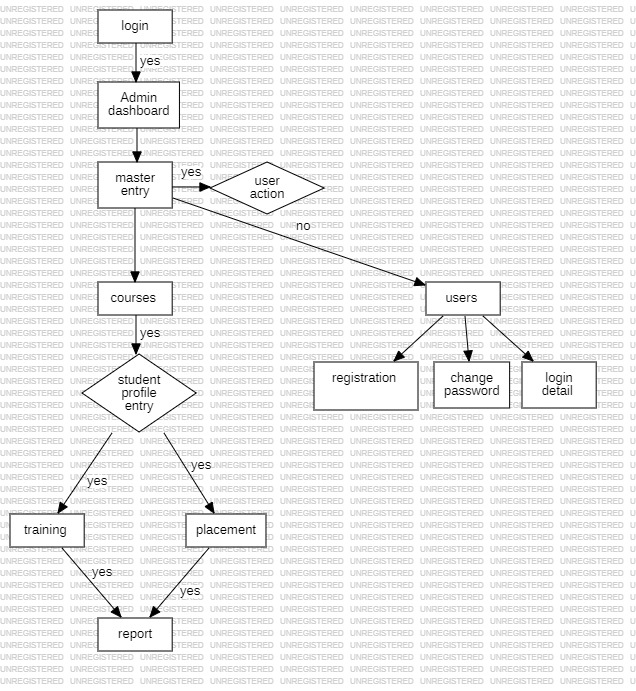 login
yes
Admin
dashboard
master
entry
yes
user
action
no
courses
users
yes
student
profile
entry
registration
change
password
login
detail
yes
yes
training
placement
yes
yes
report
UNREGISTERED